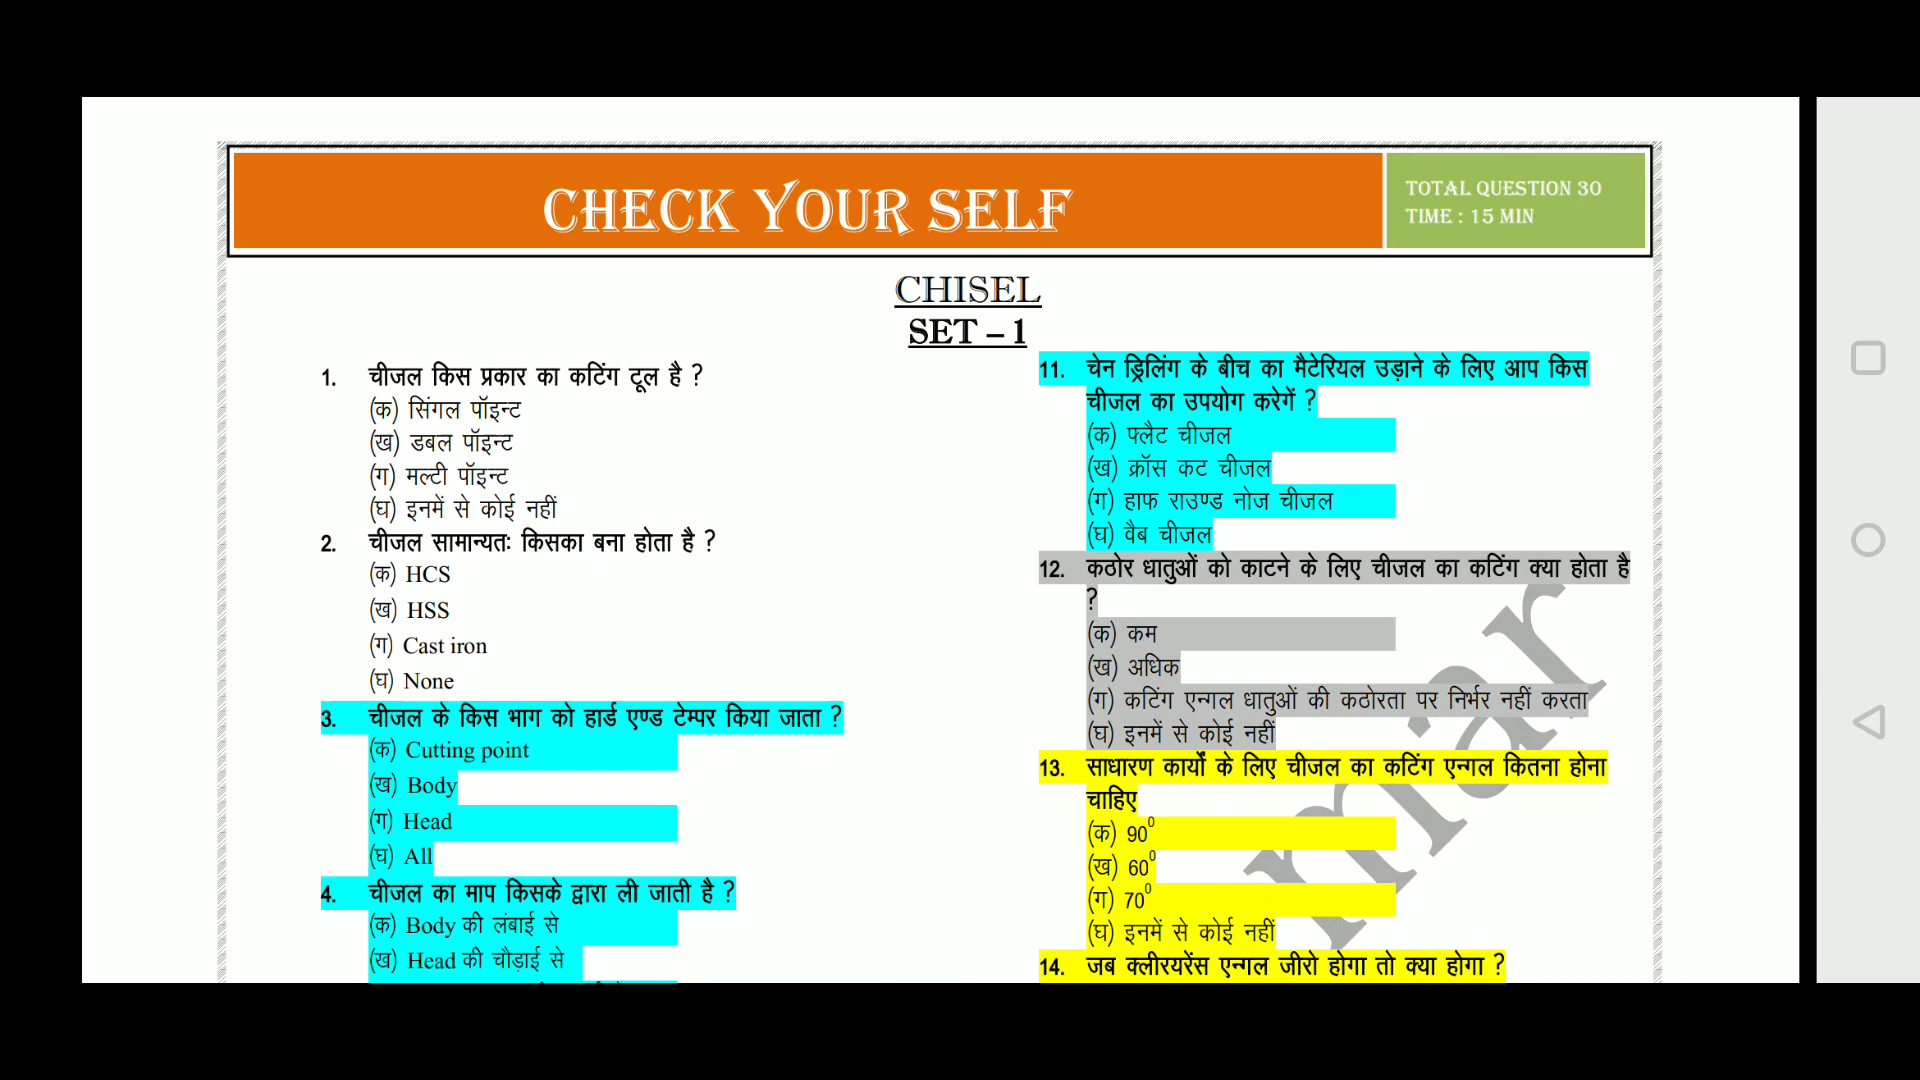 CHECK YOUR SELF
TOTAL QUESTION 30
TIME : 15 MIN
CHISEL
SET – 1
1. चीजल किस प्रकार का कटिंग टूल है ?
(क) सिंगल पॉइन्ट
(ख) डबल पॉइन्ट
(ग) मल्टी पॉइन्ट
(घ) इनमें से कोई नहीं
2. चीजल सामान्यतः किसका बना होता है ?
(क) HCS
(ख) HSS
(ग) Cast iron
(घ) None
3. चीजल के किस भाग को हार्ड एण्ड टेम्पर किया जाता ?
(क) Cutting point
(ख) Body
(ग) Head
(घ) All
4. चीजल का माप किसके द्वारा ली जाती है ?
(क) Body की लंबाई से
(ख) Head की चौड़ाई से
11. चेन ड्रिलिंग के बीच का मैटेरियल उड़ाने के लिए आप किस
चीजल का उपयोग करेगें ?
(क) फ्लैट चीजल
(ख) क्रॉस कट चीजल
(ग) हाफ राउण्ड नोज चीजल
(घ) वैब चीजल
12. कठोर धातुओं को काटने के लिए चीजल का कटिंग क्या होता है
?
(क) कम
(ख) अधिक
(ग) कटिंग एन्गल धातुओं की कठोरता पर निर्भर नहीं करता
(घ) इनमें से कोई नहीं
13. साधारण कार्यों के लिए चीजल का कटिंग एन्गल कितना होना
चाहिए
(क) 90⁰
(ख) 60⁰
(ग) 70⁰
(घ) इनमें से कोई नहीं
14. जब क्लीरयरेंस एन्गल जीरो होगा तो क्या होगा ?
mar